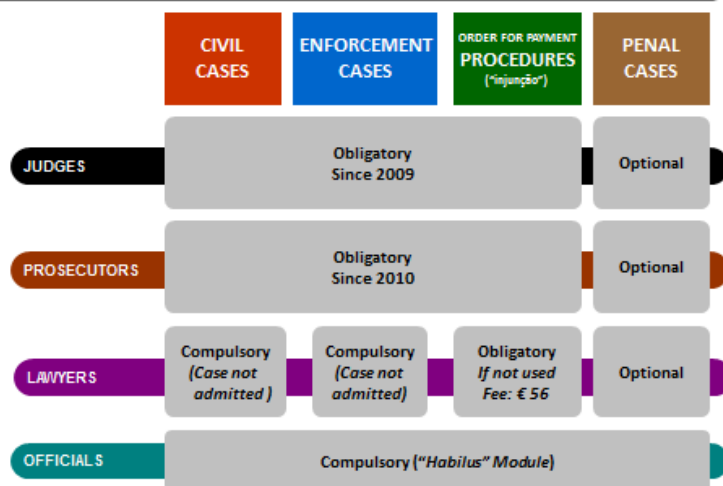 CIVIL
CASES
ENFORCEMENT
CASES
ORDER FOR PAYMENT
PROCEDURES
("injunção")
PENAL
CASES
JUDGES
Obligatory
Since 2009
Optional
PROSECUTORS
Obligatory
Since 2010
Optional
LAWYERS
Compulsory
(Case not
admitted )
Compulsory
(Case not
admitted)
Obligatory
If not used
Fee: € 56
Optional
OFFICIALS
Compulsory ("Habilus" Module)